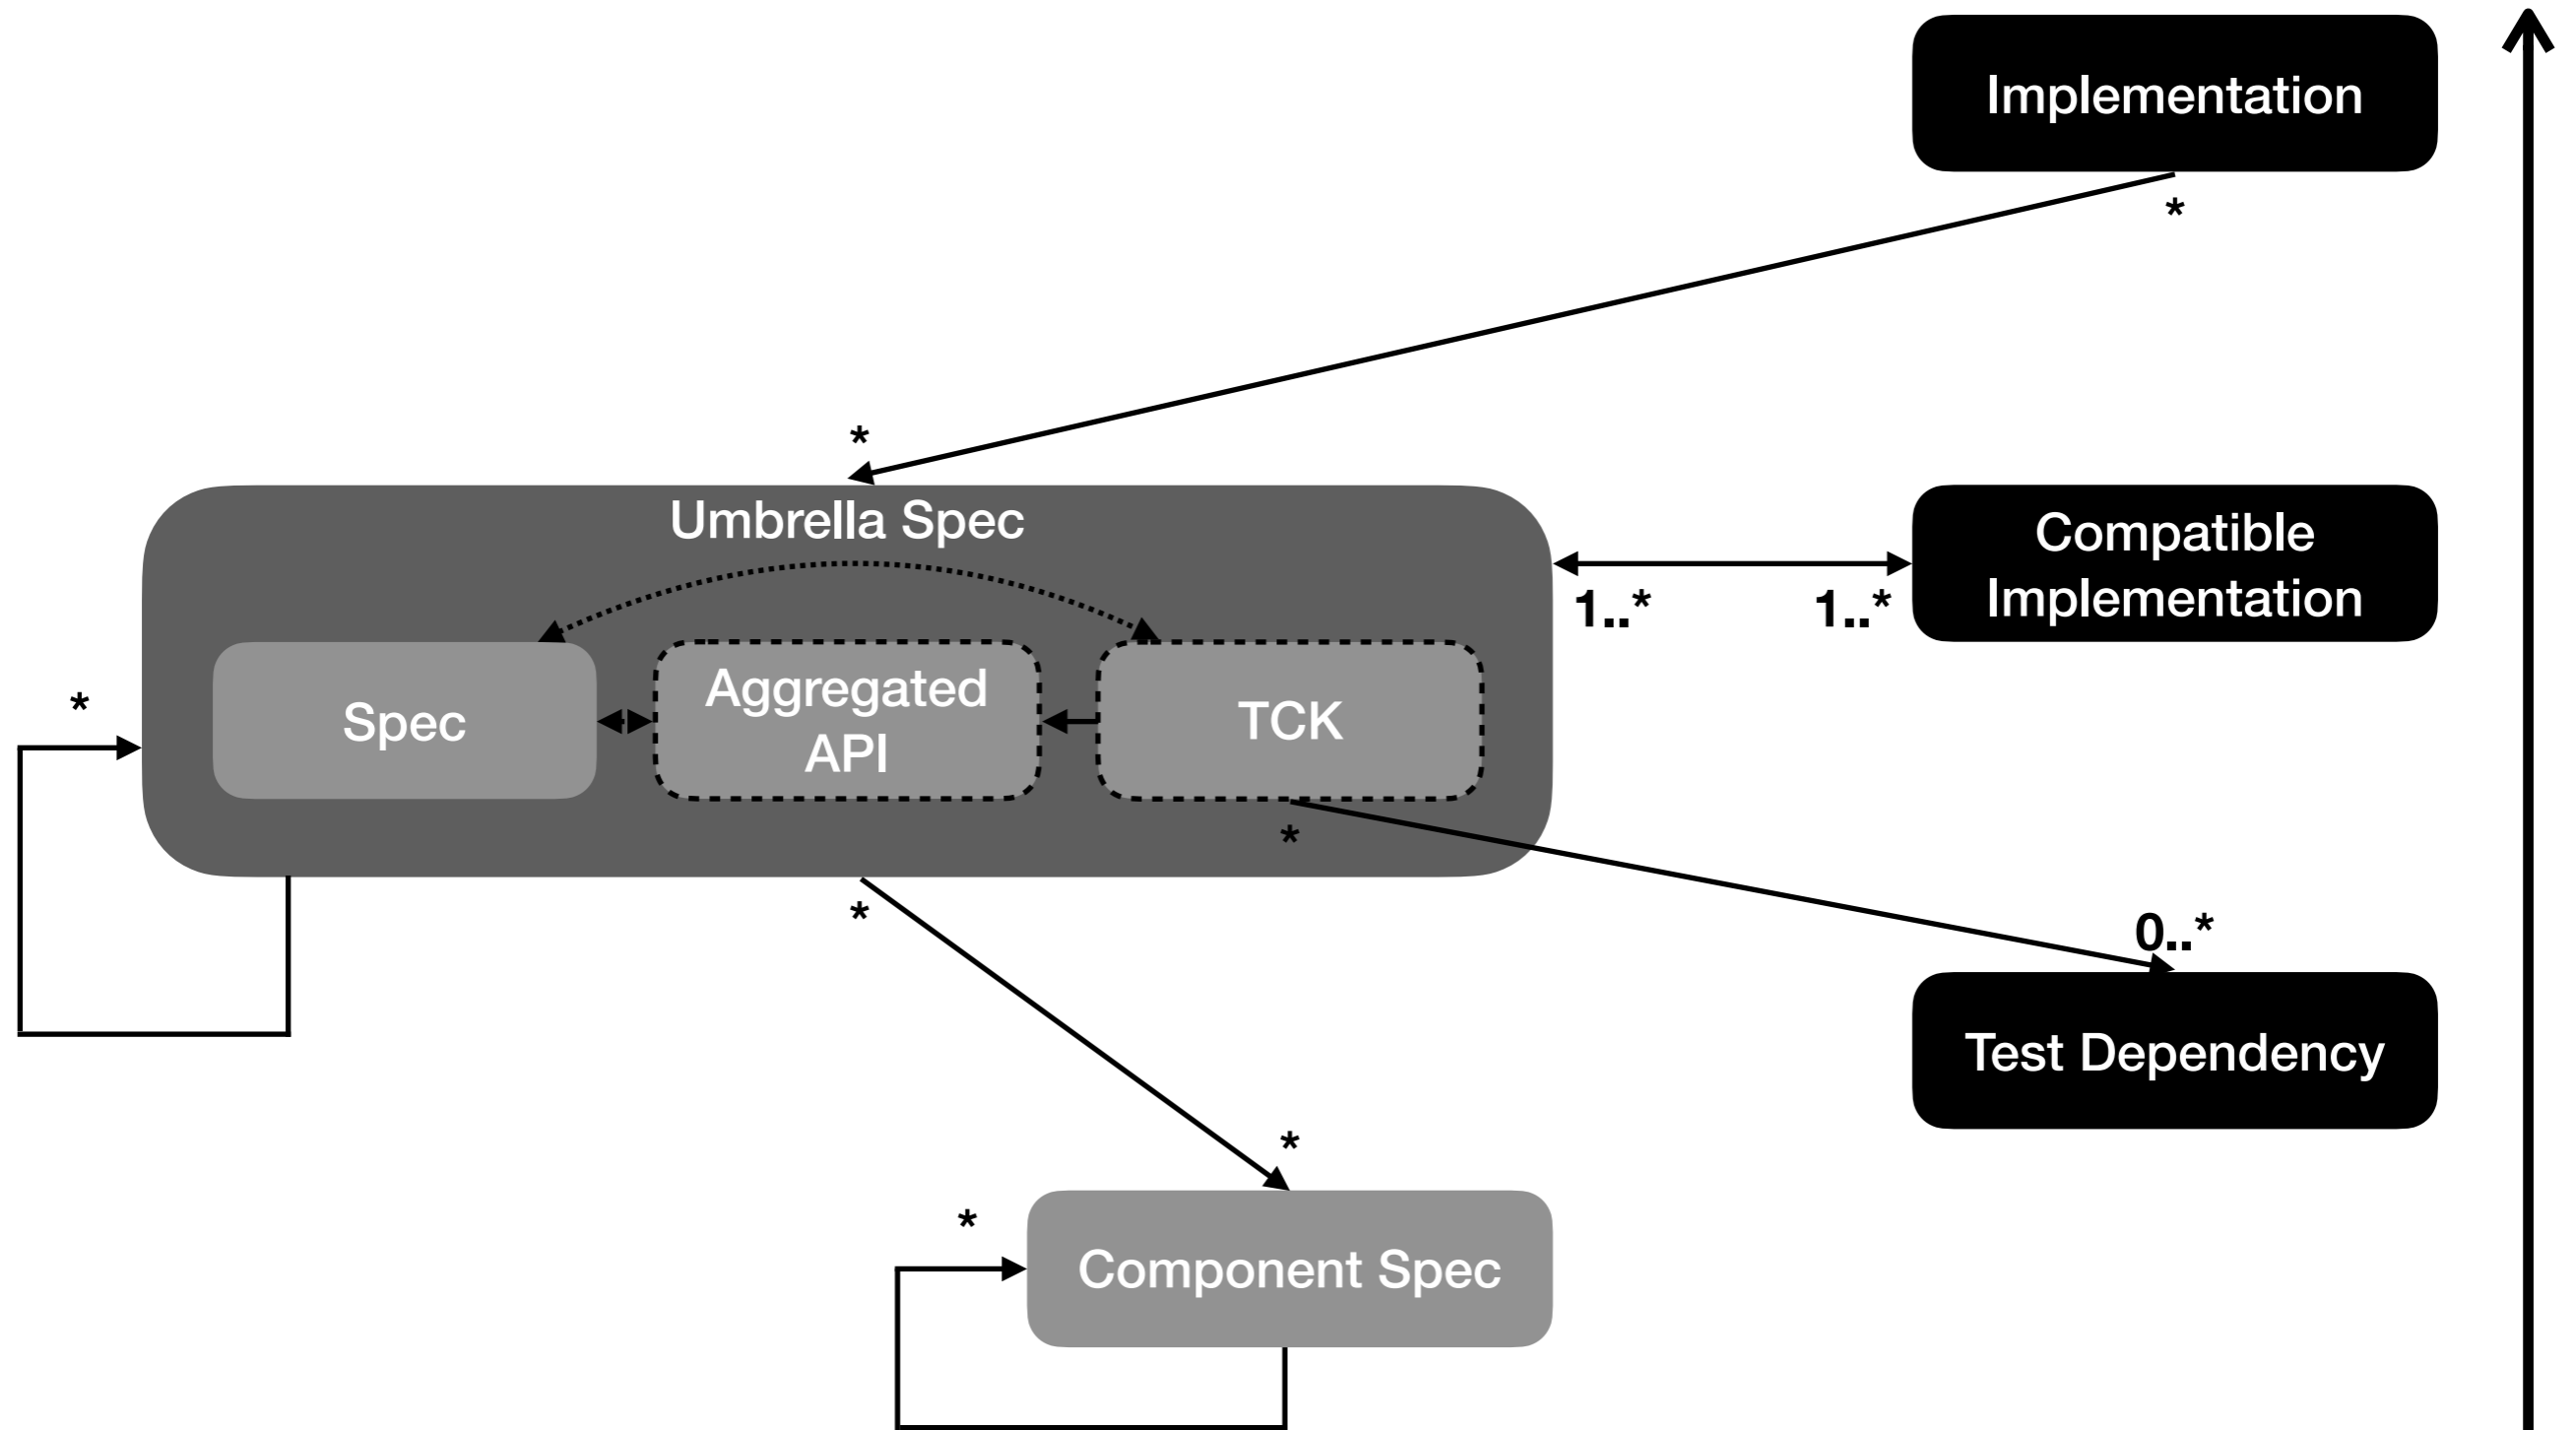 Implementation
*
*
Umbrella Spec
Compatible
Implementation
1..*
1..*
*
Spec
Aggregated
API
TCK
*
*
0..*
Test Dependency
*
*
Component Spec